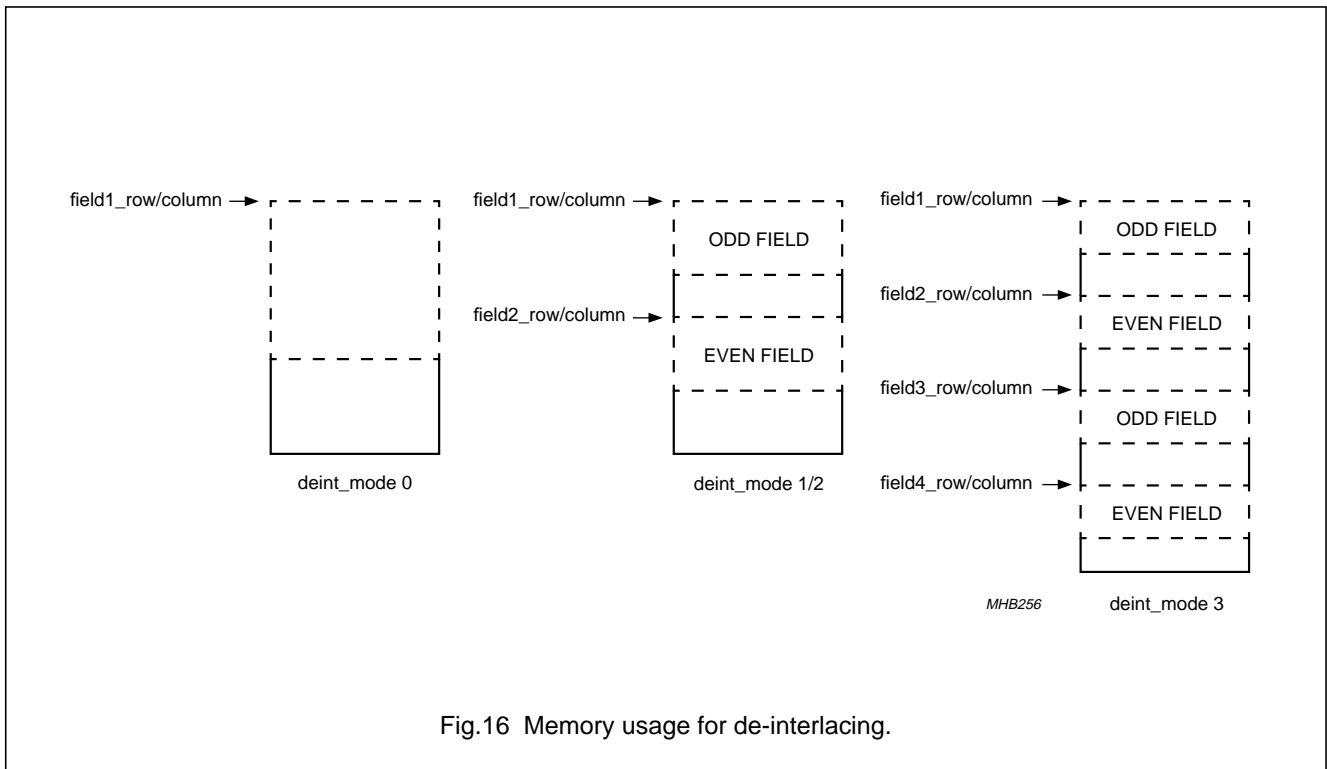 field1_row/column
deint_mode 0
field1_row/column
ODD FIELD
field2_row/column
EVEN FIELD
deint_mode 1/2
field1_row/column
ODD FIELD
field2_row/column
EVEN FIELD
field3_row/column
ODD FIELD
field4_row/column
EVEN FIELD
MHB256
deint_mode 3
Fig.16 Memory usage for de-interlacing.